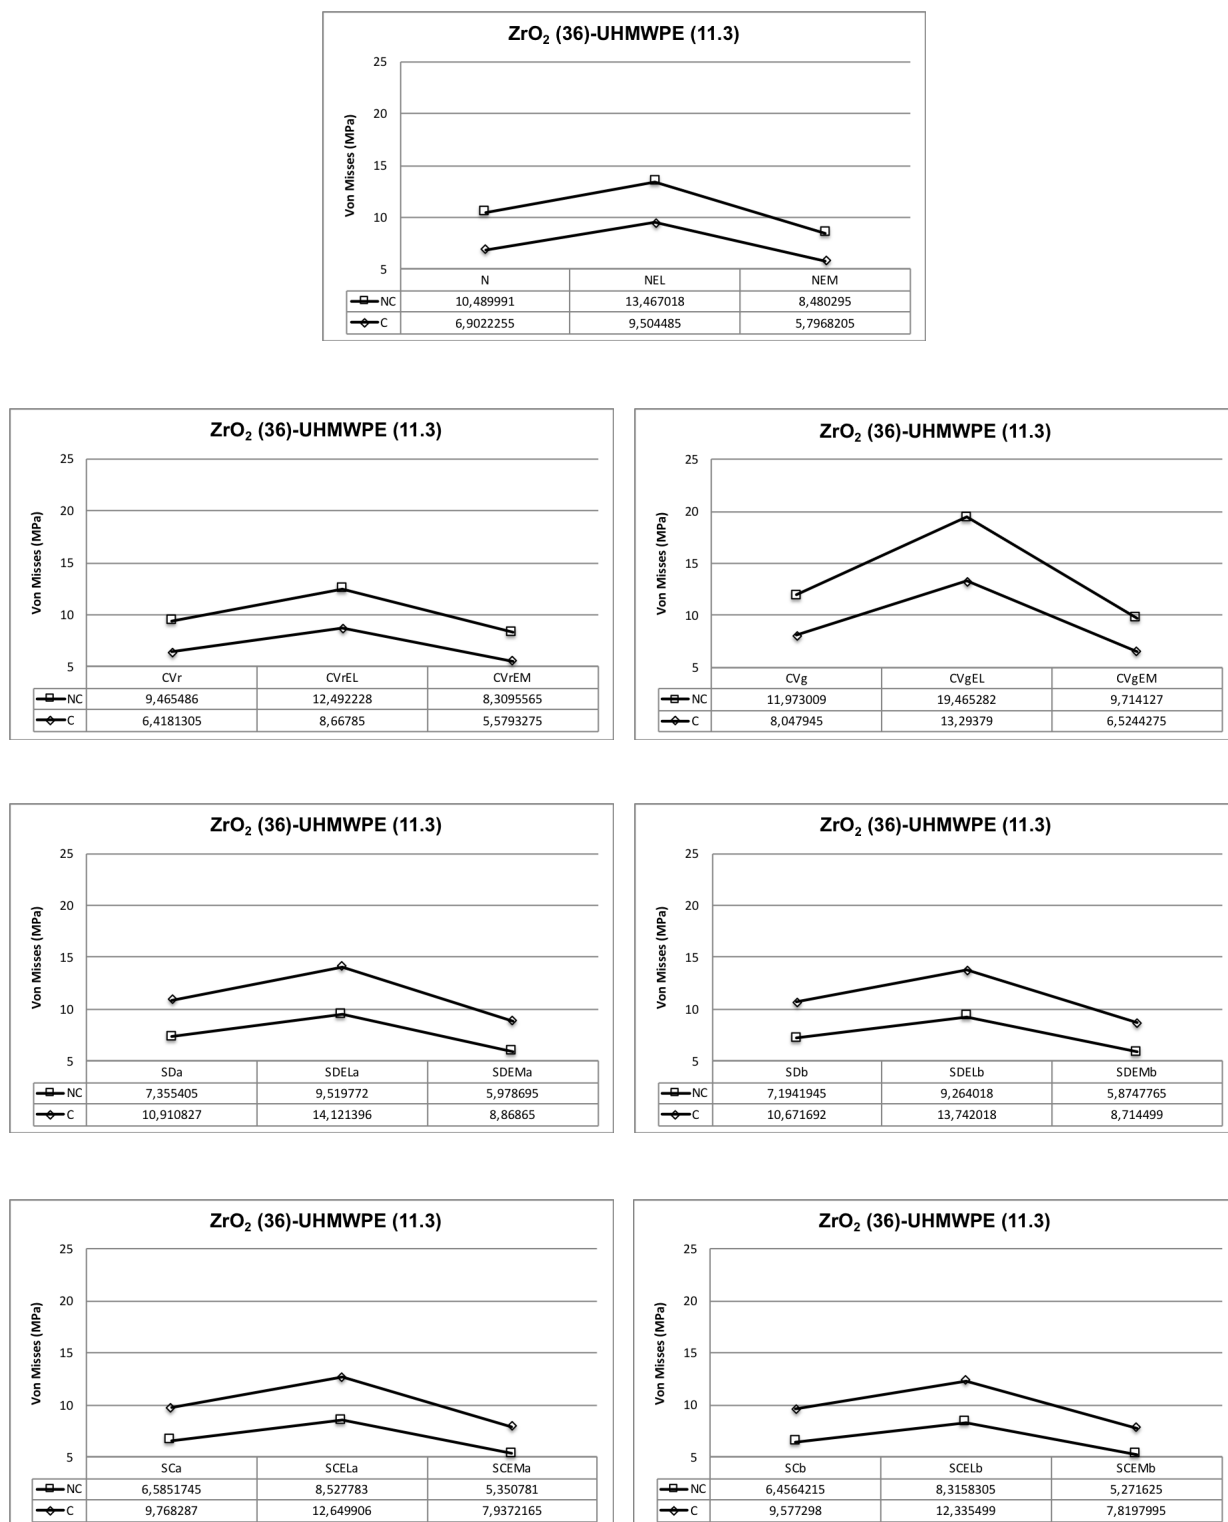 ZrO₂ (36)-UHMWPE (11.3)
Von Misses (MPa)
25
20
15
10
5
N NEL NEM
NC 10,489991 13,467018 8,480295
C 6,9022255 9,504485 5,7968205
ZrO₂ (36)-UHMWPE (11.3)
Von Misses (MPa)
25
20
15
10
5
CVr CVrEL CVrEM
NC 9,465486 12,492228 8,3095565
C 6,4181305 8,66785 5,5793275
ZrO₂ (36)-UHMWPE (11.3)
Von Misses (MPa)
25
20
15
10
5
CVg CVgEL CVgEM
NC 11,973009 19,465282 9,714127
C 8,047945 13,29379 6,5244275
ZrO₂ (36)-UHMWPE (11.3)
Von Misses (MPa)
25
20
15
10
5
SDa SDELa SDEMa
NC 7,355405 9,519772 5,978695
C 10,910827 14,121396 8,86865
ZrO₂ (36)-UHMWPE (11.3)
Von Misses (MPa)
25
20
15
10
5
SDb SDELb SDEMb
NC 7,1941945 9,264018 5,8747765
C 10,671692 13,742018 8,714499
ZrO₂ (36)-UHMWPE (11.3)
Von Misses (MPa)
25
20
15
10
5
SCa SCELa SCEMa
NC 6,5851745 8,527783 5,350781
C 9,768287 12,649906 7,9372165
ZrO₂ (36)-UHMWPE (11.3)
Von Misses (MPa)
25
20
15
10
5
SCb SCELb SCEMb
NC 6,4564215 8,3158305 5,271625
C 9,577298 12,335499 7,8197995